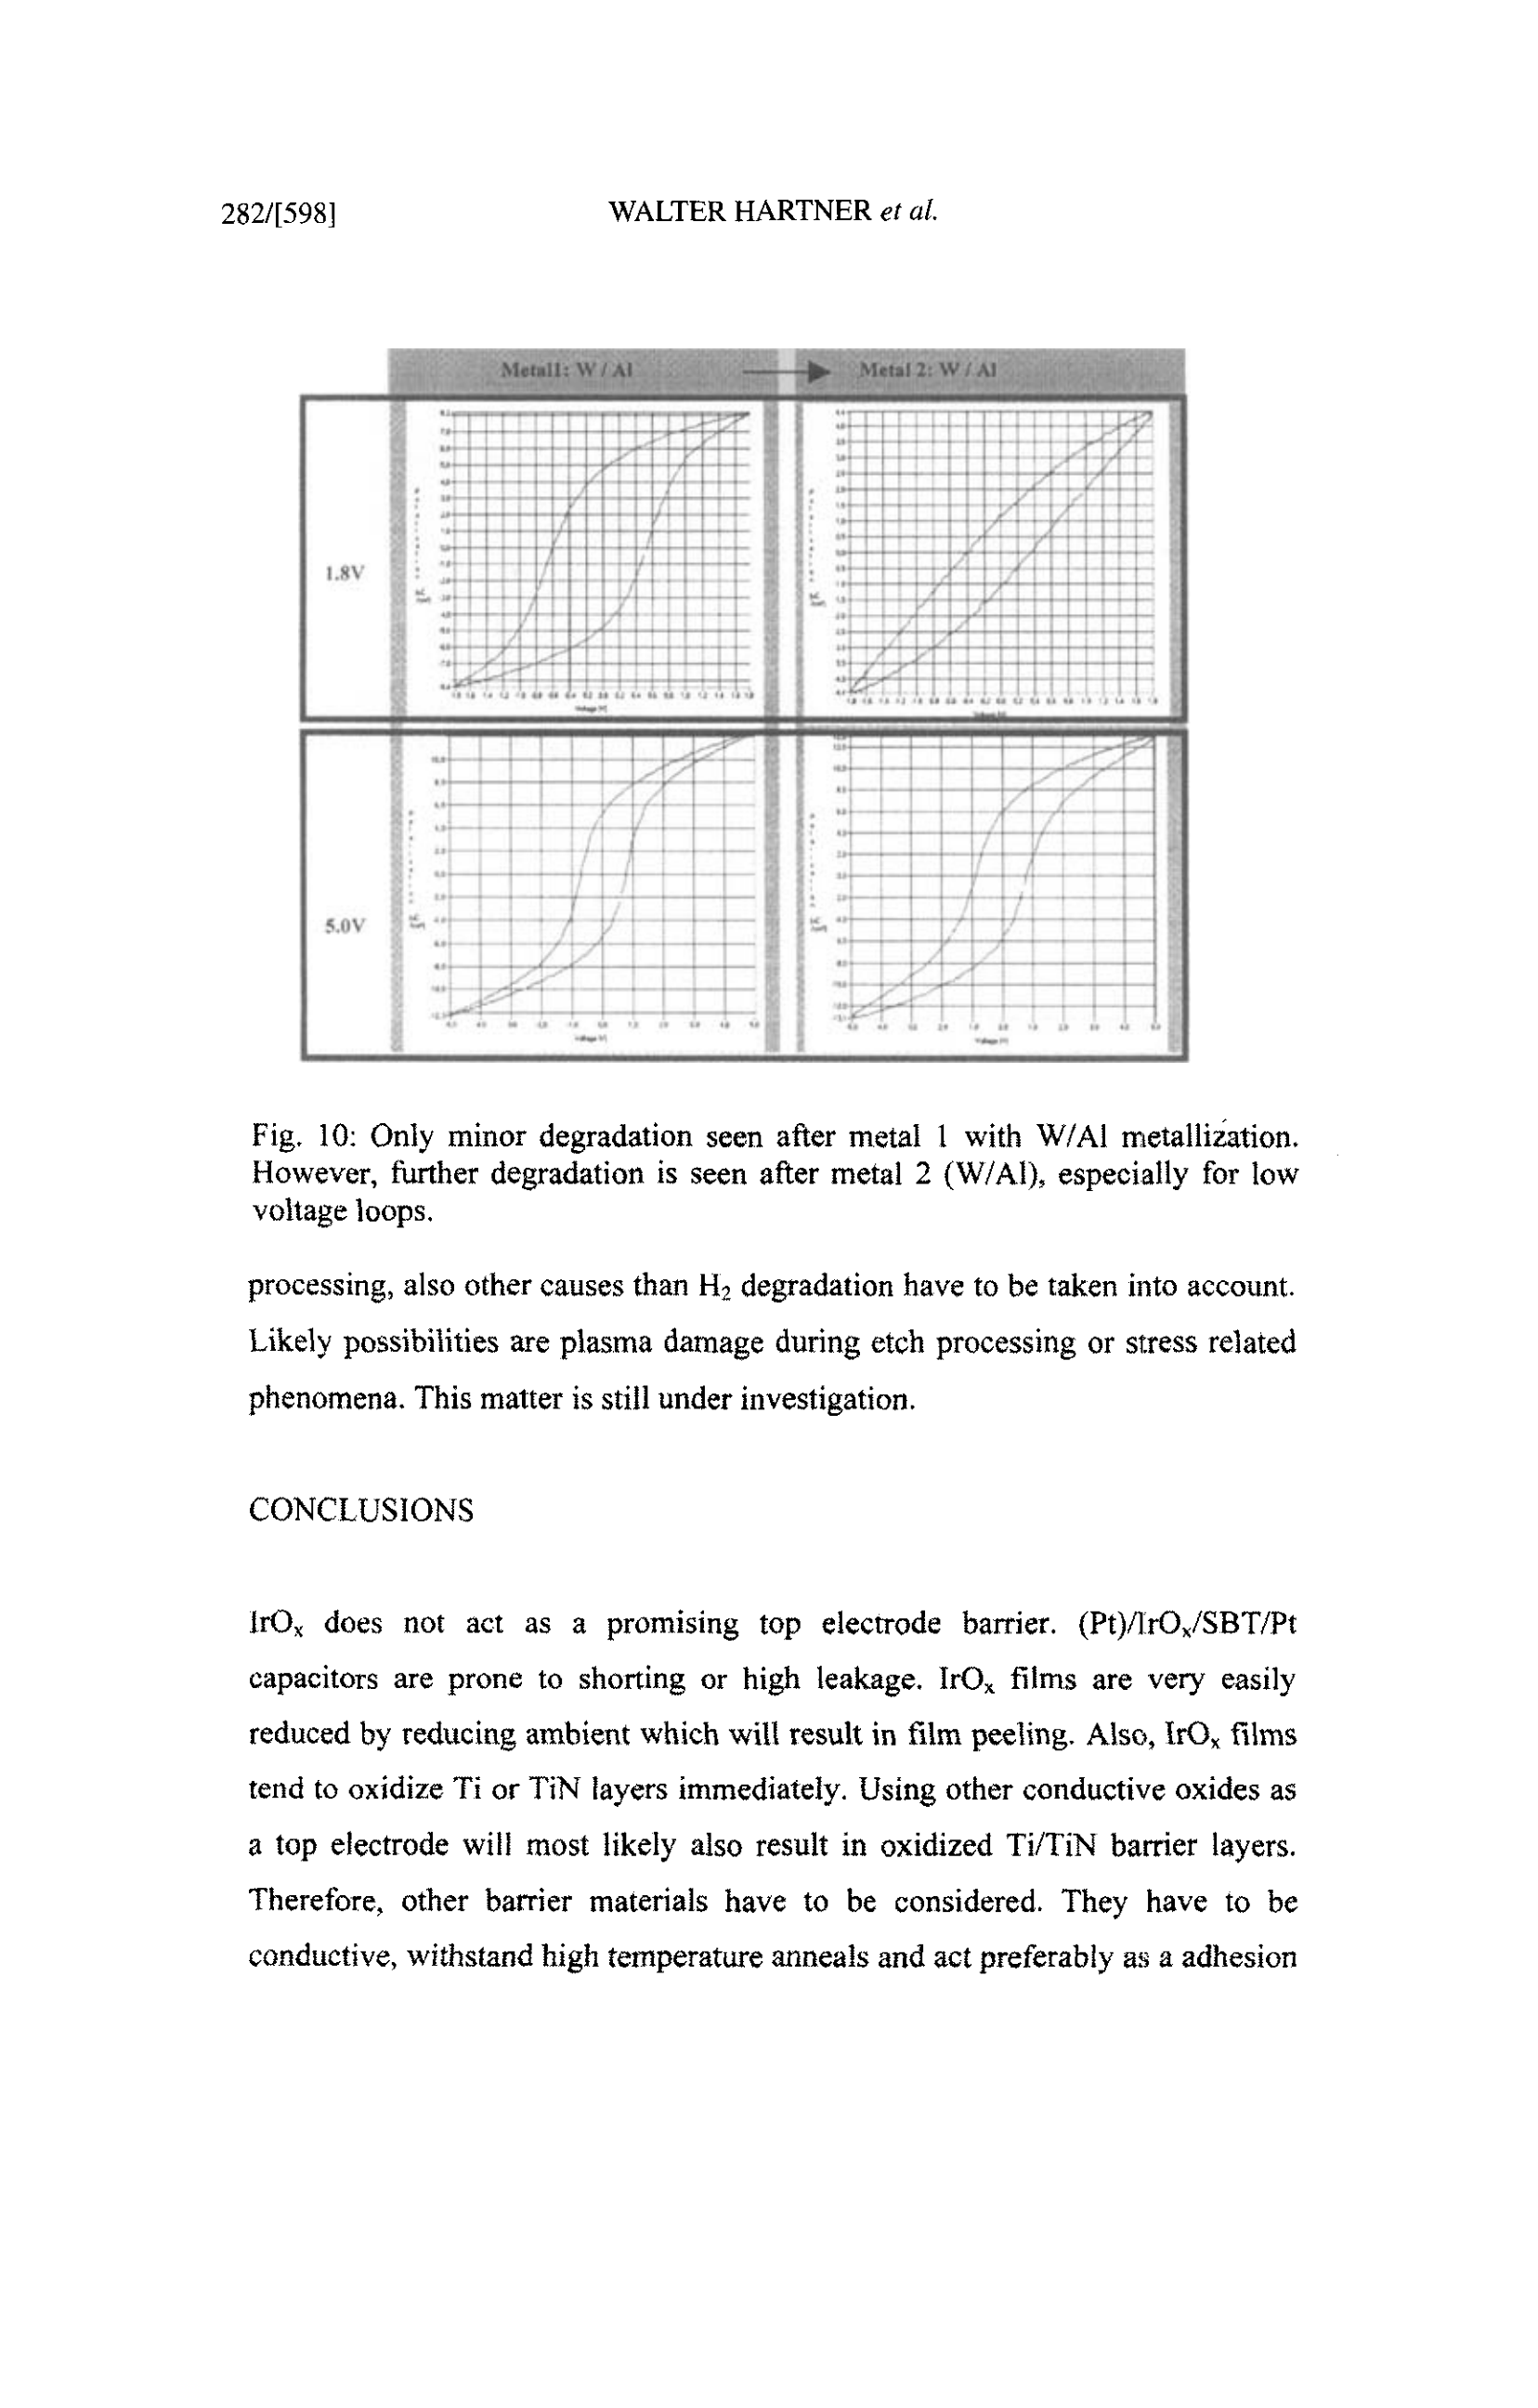 282/[598]
WALTER HARTNER et al.
Metal1: W / Al
Metal 2: W / Al
1.8V
5.0V
Fig. 10: Only minor degradation seen after metal 1 with W/Al metallization.
However, further degradation is seen after metal 2 (W/Al), especially for low
voltage loops.
processing, also other causes than H₂ degradation have to be taken into account.
Likely possibilities are plasma damage during etch processing or stress related
phenomena. This matter is still under investigation.
CONCLUSIONS
IrOₓ does not act as a promising top electrode barrier. (Pt)/IrOₓ/SBT/Pt
capacitors are prone to shorting or high leakage. IrOₓ films are very easily
reduced by reducing ambient which will result in film peeling. Also, IrOₓ films
tend to oxidize Ti or TiN layers immediately. Using other conductive oxides as
a top electrode will most likely also result in oxidized Ti/TiN barrier layers.
Therefore, other barrier materials have to be considered. They have to be
conductive, withstand high temperature anneals and act preferably as a adhesion